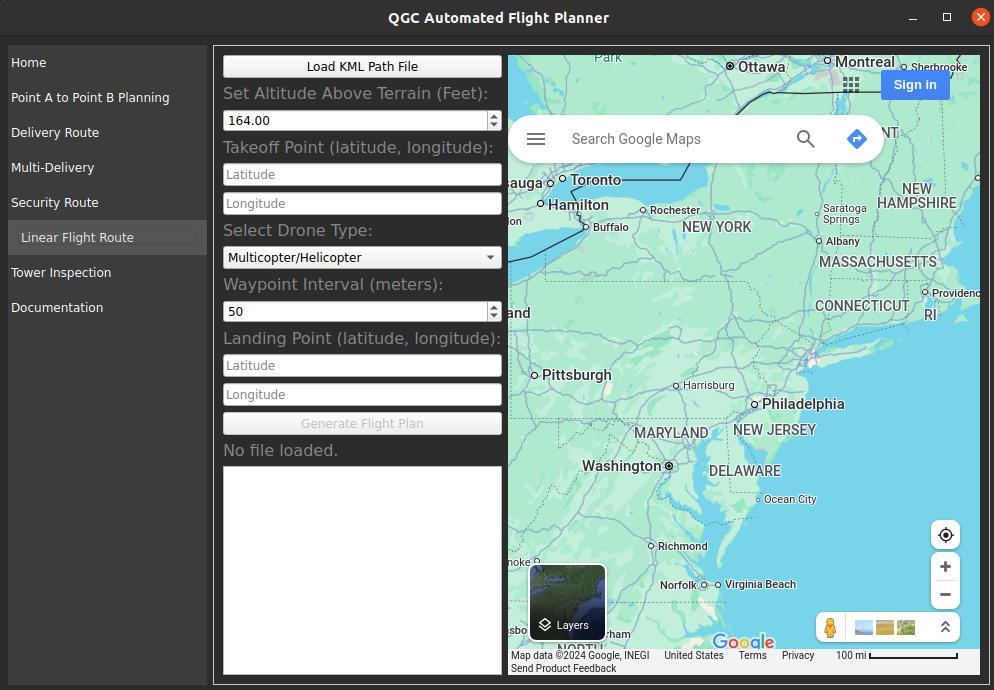 QGC Automated Flight Planner
Home
Point A to Point B Planning
Delivery Route
Multi-Delivery
Security Route
Linear Flight Route
Tower Inspection
Documentation
Load KML Path File
Set Altitude Above Terrain (Feet):
164.00
Takeoff Point (latitude, longitude):
Latitude
Longitude
Select Drone Type:
Multicopter/Helicopter
Waypoint Interval (meters):
50
Landing Point (latitude, longitude):
Latitude
Longitude
Generate Flight Plan
No file loaded.
Park
Ottawa
Montreal
Sherbrooke
Sign in
Search Google Maps
NT
auga
Toronto
Hamilton
lon
Rochester
Buffalo
NEW YORK
Saratoga
Springs
NEW
HAMPSHIRE
Albany
MASSACHUSETTS
Providenc
CONNECTICUT
RI
and
Pittsburgh
Harrisburg
Philadelphia
MARYLAND
NEW JERSEY
Washington
DELAWARE
Ocean City
Richmond
noke
Norfolk
Virginia Beach
Layers
nsbo
rham
NORTH
Google
Map data ©2024 Google, INEGI
United States
Terms
Privacy
100 mi
Send Product Feedback